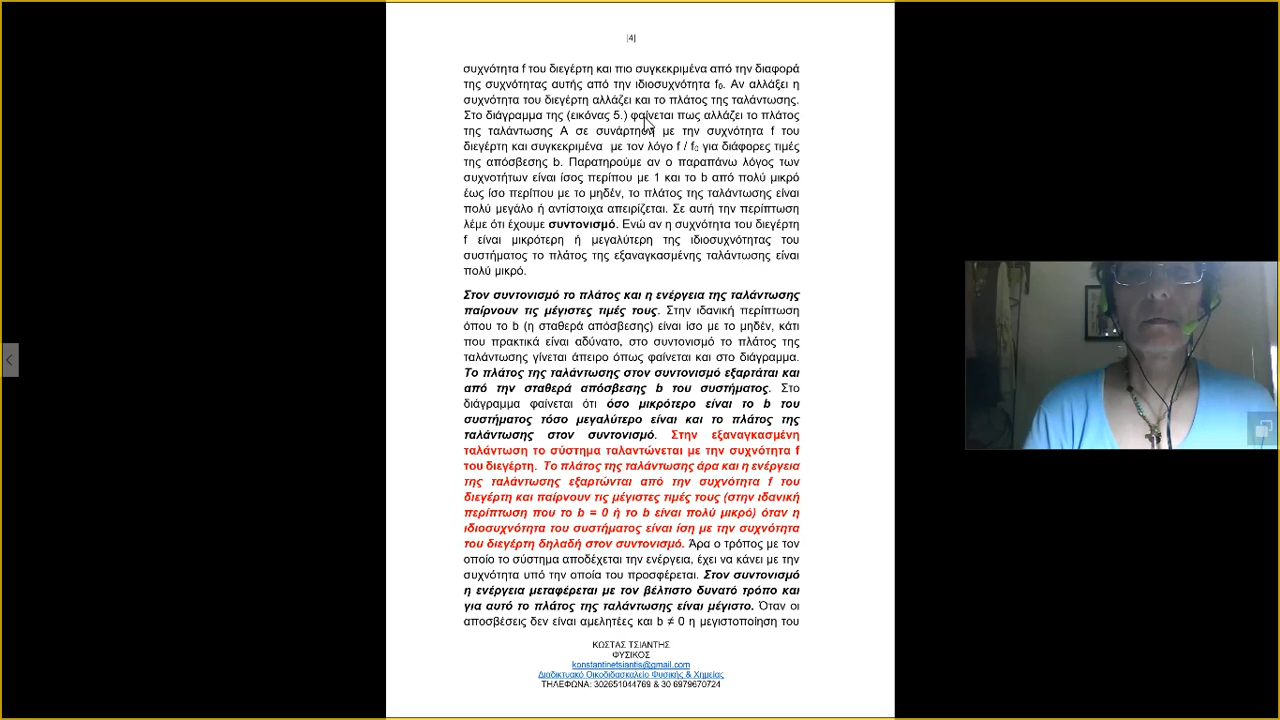 |4|
συχνότητα f του διεγέρτη και πιο συγκεκριμένα από την διαφορά
της συχνότητας αυτής από την ιδιοσυχνότητα f₀. Αν αλλάξει η
συχνότητα του διεγέρτη αλλάζει και το πλάτος της ταλάντωσης.
Στο διάγραμμα της (εικόνας 5.) φαίνεται πως αλλάζει το πλάτος
της ταλάντωσης Α σε συνάρτηση με την συχνότητα f του
διεγέρτη και συγκεκριμένα με τον λόγο f / f₀ για διάφορες τιμές
της απόσβεσης b. Παρατηρούμε αν ο παραπάνω λόγος των
συχνοτήτων είναι ίσος περίπου με 1 και το b από πολύ μικρό
έως ίσο περίπου με το μηδέν, το πλάτος της ταλάντωσης είναι
πολύ μεγάλο ή αντίστοιχα απειρίζεται. Σε αυτή την περίπτωση
λέμε ότι έχουμε συντονισμό. Ενώ αν η συχνότητα του διεγέρτη
f είναι μικρότερη ή μεγαλύτερη της ιδιοσυχνότητας του
συστήματος το πλάτος της εξαναγκασμένης ταλάντωσης είναι
πολύ μικρό.
Στον συντονισμό το πλάτος και η ενέργεια της ταλάντωσης
παίρνουν τις μέγιστες τιμές τους. Στην ιδανική περίπτωση
όπου το b (η σταθερά απόσβεσης) είναι ίσο με το μηδέν, κάτι
που πρακτικά είναι αδύνατο, στο συντονισμό το πλάτος της
ταλάντωσης γίνεται άπειρο όπως φαίνεται και στο διάγραμμα.
Το πλάτος της ταλάντωσης στον συντονισμό εξαρτάται και
από την σταθερά απόσβεσης b του συστήματος. Στο
διάγραμμα φαίνεται ότι όσο μικρότερο είναι το b του
συστήματος τόσο μεγαλύτερο είναι και το πλάτος της
ταλάντωσης στον συντονισμό. Στην εξαναγκασμένη
ταλάντωση το σύστημα ταλαντώνεται με την συχνότητα f
του διεγέρτη. Το πλάτος της ταλάντωσης άρα και η ενέργεια
της ταλάντωσης εξαρτώνται από την συχνότητα f του
διεγέρτη και παίρνουν τις μέγιστες τιμές τους (στην ιδανική
περίπτωση που το b = 0 ή το b είναι πολύ μικρό) όταν η
ιδιοσυχνότητα του συστήματος είναι ίση με την συχνότητα
του διεγέρτη δηλαδή στον συντονισμό. Άρα ο τρόπος με τον
οποίο το σύστημα αποδέχεται την ενέργεια, έχει να κάνει με την
συχνότητα υπό την οποία του προσφέρεται. Στον συντονισμό
η ενέργεια μεταφέρεται με τον βέλτιστο δυνατό τρόπο και
για αυτό το πλάτος της ταλάντωσης είναι μέγιστο. Όταν οι
αποσβέσεις δεν είναι αμελητέες και b ≠ 0 η μεγιστοποίηση του
ΚΩΣΤΑΣ ΤΣΙΑΝΤΗΣ
ΦΥΣΙΚΟΣ
konstantinetsiantis@gmail.com
Διαδικτυακό Οικοδιδασκαλείο Φυσικής & Χημείας
ΤΗΛΕΦΩΝΑ: 302651044769 & 30 6979670724